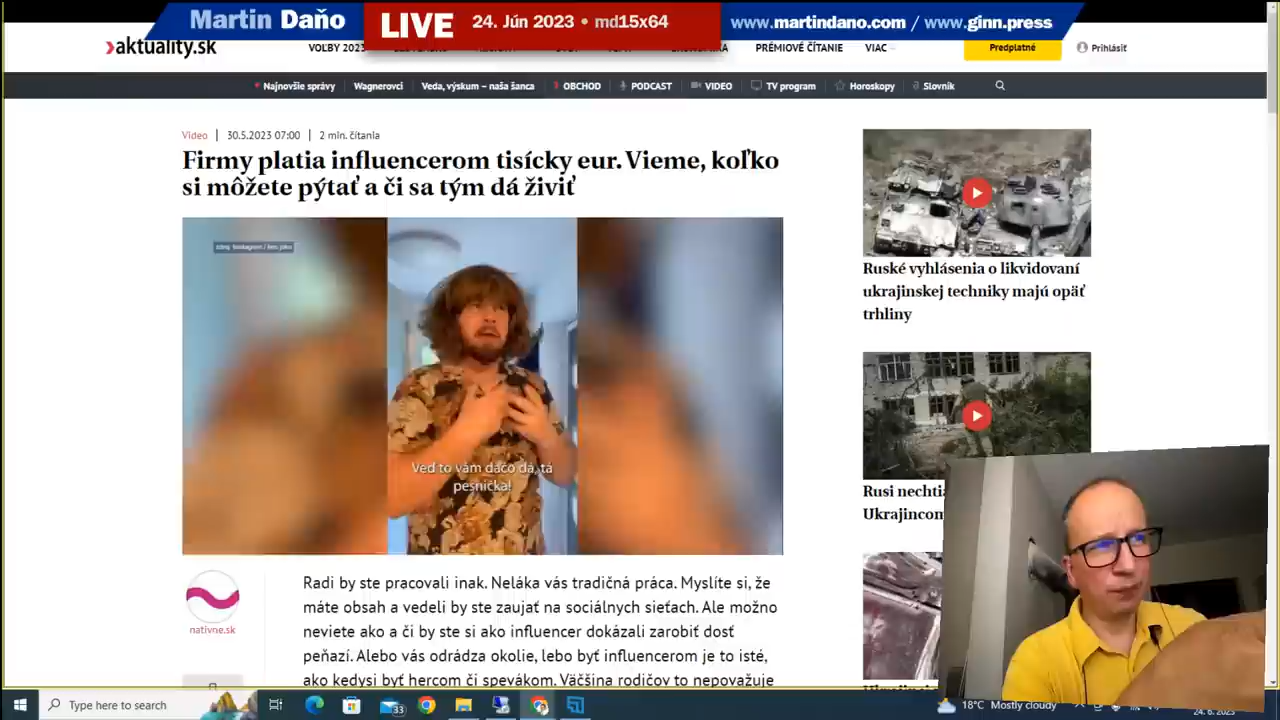 Martin Daňo
LIVE
24. Jún 2023 • md15x64
www.martindano.com / www.ginn.press
aktuality.sk
VOĽBY 2023
PRÉMIOVÉ ČÍTANIE
VIAC
Predplatné
Prihlásiť
Najnovšie správy
Wagnerovci
Veda, výskum – naša šanca
OBCHOD
PODCAST
VIDEO
TV program
Horoskopy
Slovník
Video | 30.5.2023 07:00 | 2 min. čítania
Firmy platia influencerom tisícky eur. Vieme, koľko
si môžete pýtať a či sa tým dá živiť
Veď to vám dačo dá, tá
pesnička!
nativne.sk
Radi by ste pracovali inak. Neláka vás tradičná práca. Myslíte si, že
máte obsah a vedeli by ste zaujať na sociálnych sieťach. Ale možno
neviete ako a či by ste si ako influencer dokázali zarobiť dosť
peňazí. Alebo vás odrádza okolie, lebo byť influencerom je to isté,
ako kedysi byť hercom či spevákom. Väčšina rodičov to nepovažuje
Ruské vyhlásenia o likvidovaní
ukrajinskej techniky majú opäť
trhliny
Rusi nechti
Ukrajincom
Type here to search
33
18°C Mostly cloudy
24. 6. 2023